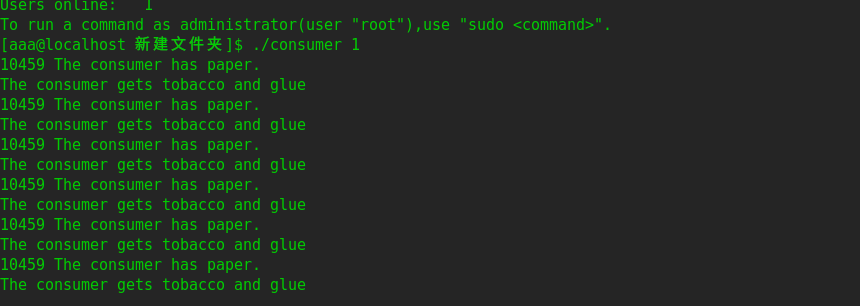 Users online:   1
To run a command as administrator(user "root"),use "sudo <command>".
[aaa@localhost 新建文件夹]$ ./consumer 1
10459 The consumer has paper.
The consumer gets tobacco and glue
10459 The consumer has paper.
The consumer gets tobacco and glue
10459 The consumer has paper.
The consumer gets tobacco and glue
10459 The consumer has paper.
The consumer gets tobacco and glue
10459 The consumer has paper.
The consumer gets tobacco and glue
10459 The consumer has paper.
The consumer gets tobacco and glue